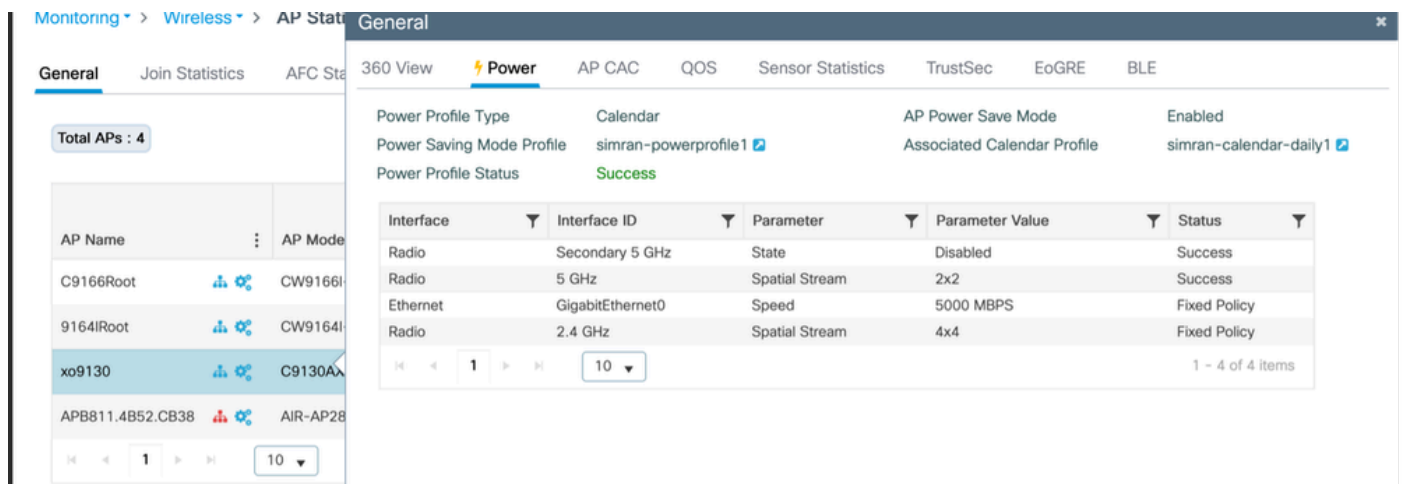 Monitoring > Wireless > AP Stati
General Join Statistics AFC Sta
Total APs : 4
AP Name AP Mode
C9166Root CW9166I-
9164IRoot CW9164I-
xo9130 C9130AX
APB811.4B52.CB38 AIR-AP28
1 10
General
360 View Power AP CAC QOS Sensor Statistics TrustSec EoGRE BLE
Power Profile Type Calendar AP Power Save Mode Enabled
Power Saving Mode Profile simran-powerprofile1 Associated Calendar Profile simran-calendar-daily1
Power Profile Status Success
Interface Interface ID Parameter Parameter Value Status
Radio Secondary 5 GHz State Disabled Success
Radio 5 GHz Spatial Stream 2x2 Success
Ethernet GigabitEthernet0 Speed 5000 MBPS Fixed Policy
Radio 2.4 GHz Spatial Stream 4x4 Fixed Policy
1 10 1 - 4 of 4 items